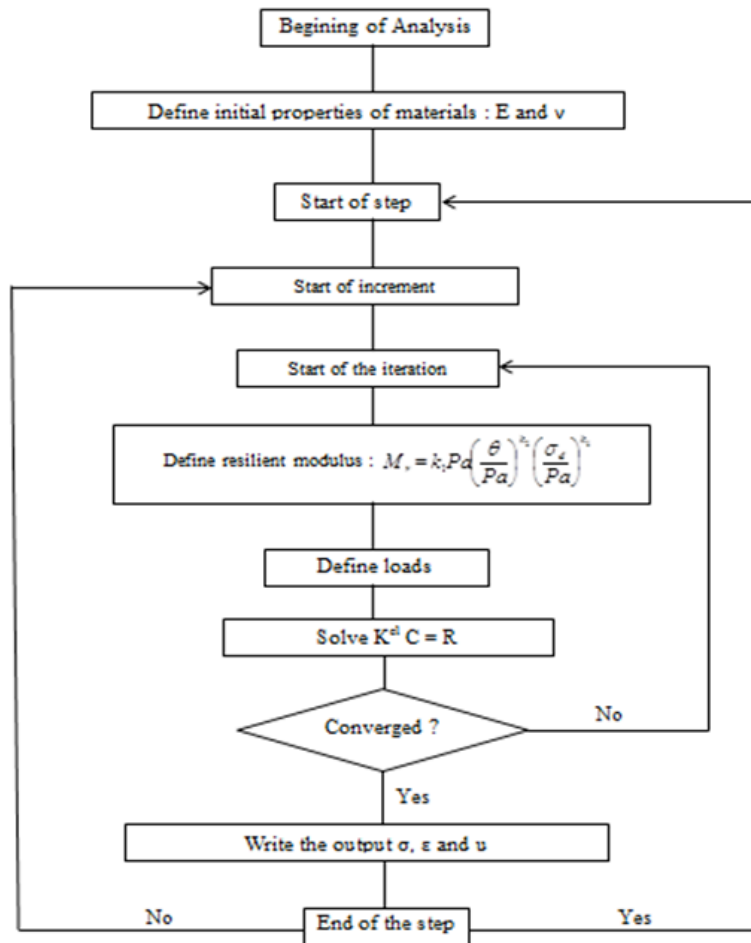 Begining of Analysis
Define initial properties of materials : E and ν
Start of step
Start of increment
Start of the iteration
Define resilient modulus : M_r = k_1 Pa (θ/Pa)^{k_2} (σ_d/Pa)^{k_3}
Define loads
Solve K^{el} C = R
Converged ?
No
Yes
Write the output σ, ε and u
No
End of the step
Yes